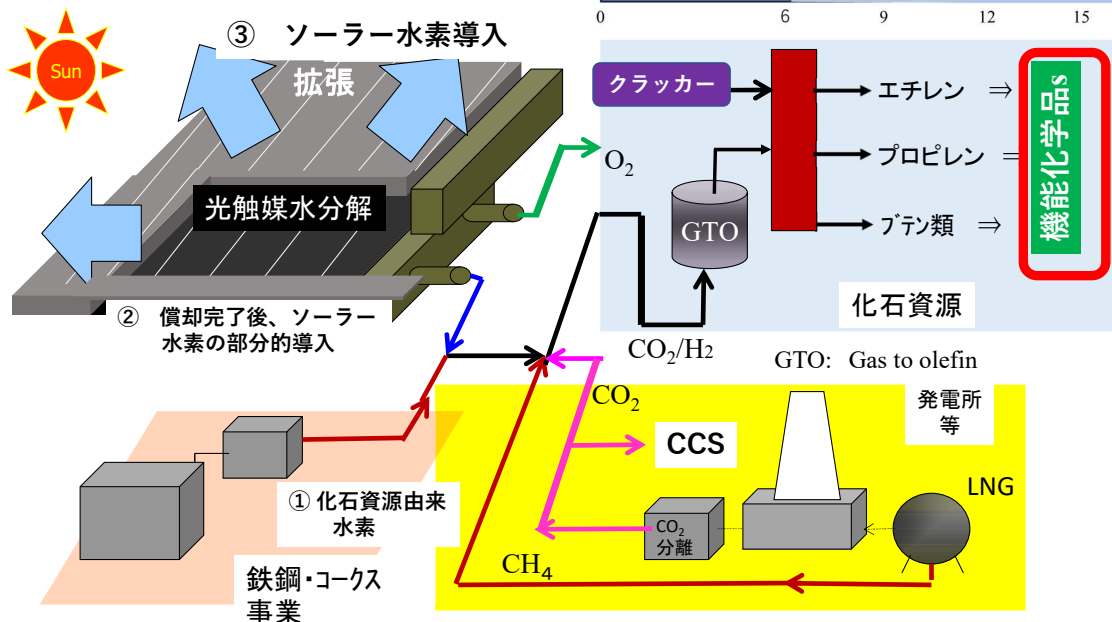 0 6 9 12 15
Sun
③ ソーラー水素導入
拡張
光触媒水分解
② 償却完了後、ソーラー
水素の部分的導入
O2
クラッカー
エチレン ⇒
プロピレン ⇒
ブテン類 ⇒
GTO
機能化学品s
化石資源
CO2/H2
GTO: Gas to olefin
CO2
CCS
発電所
等
LNG
CO2
分離
CH4
① 化石資源由来
水素
鉄鋼・コークス
事業